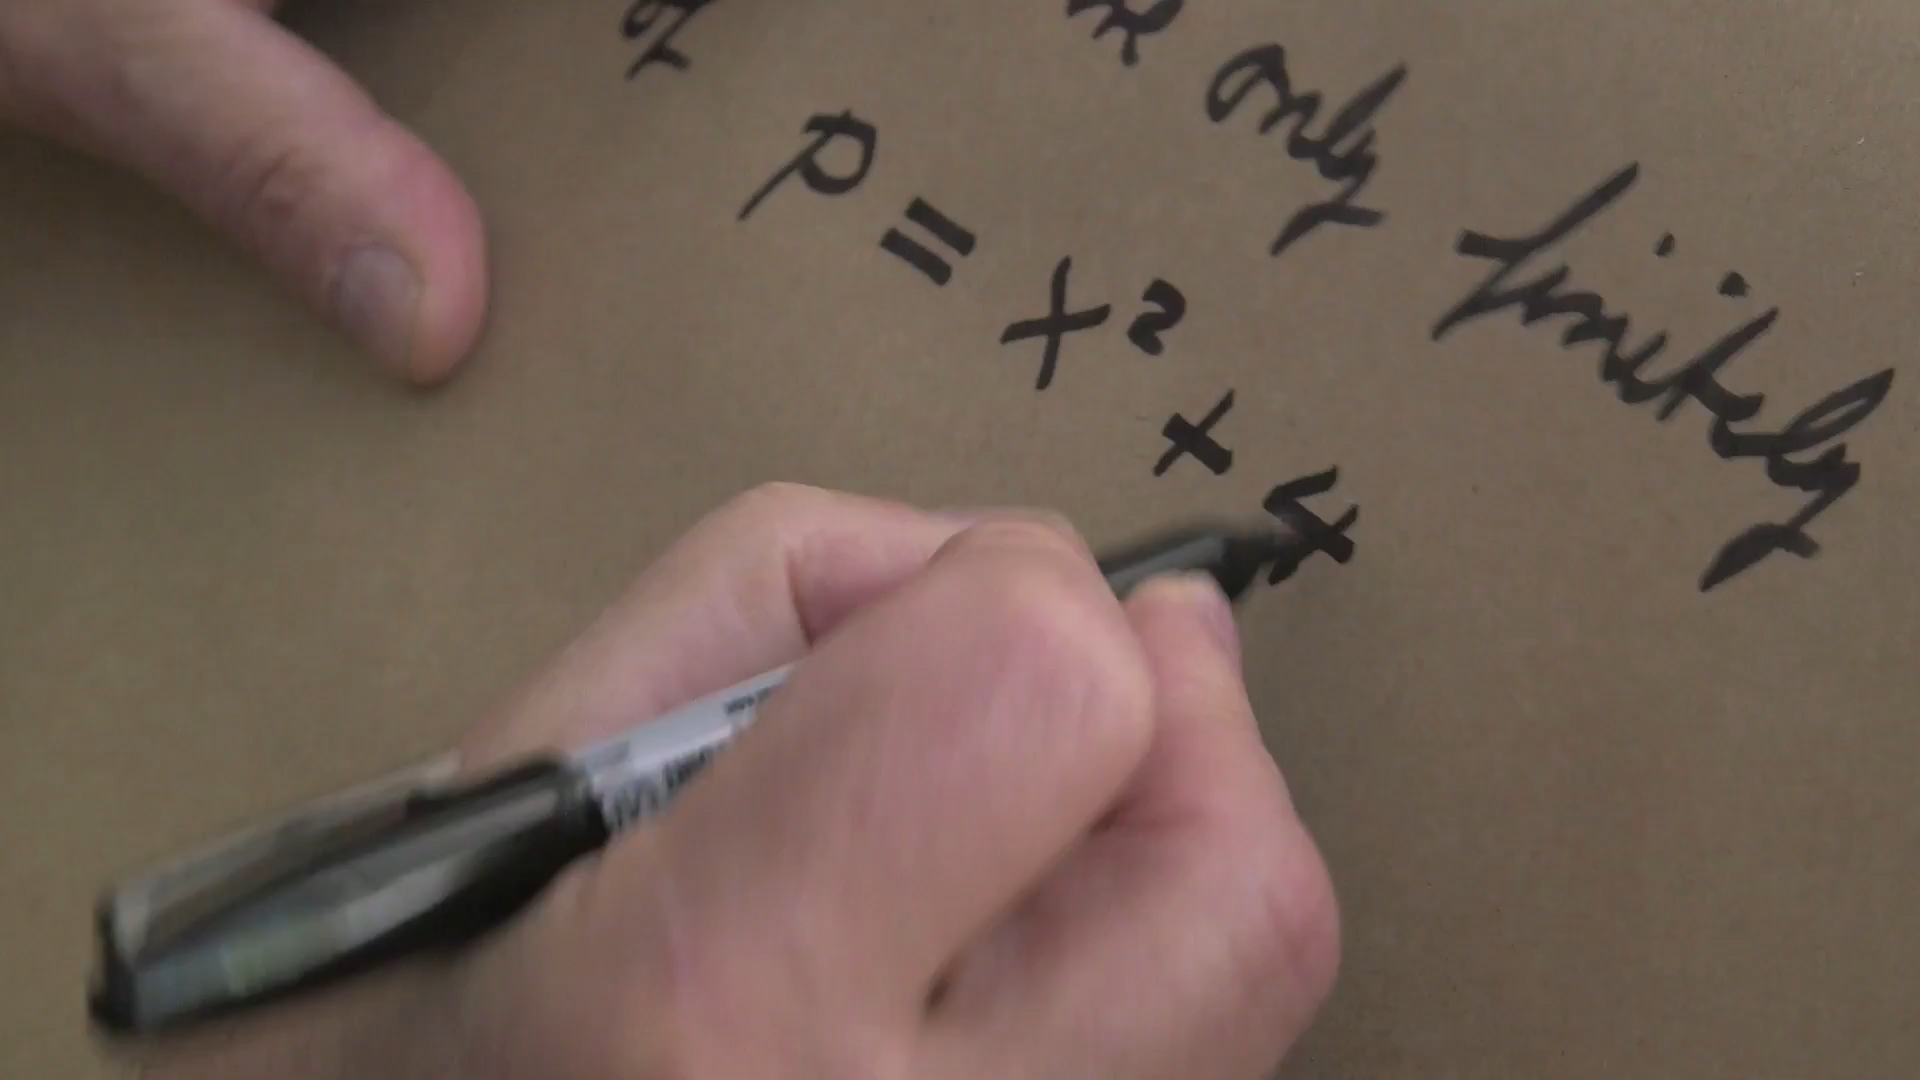 only finitely
p = x² + 4